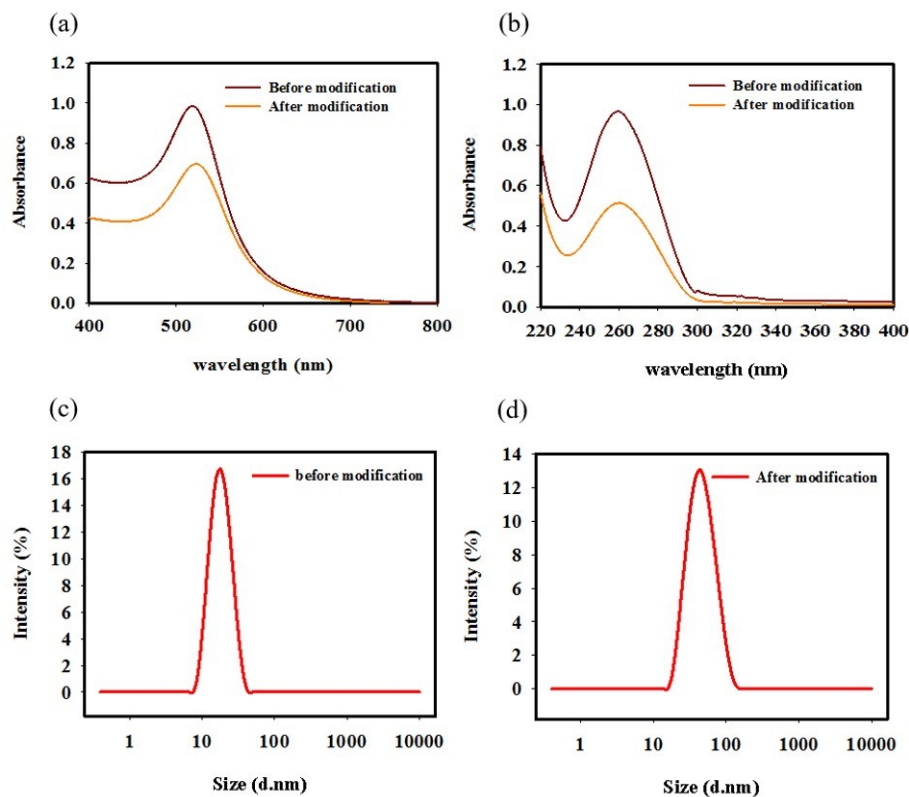 (a)
1.2
1.0
0.8
0.6
0.4
0.2
0.0
Absorbance
Before modification
After modification
400 500 600 700 800
wavelength (nm)
(b)
1.2
1.0
0.8
0.6
0.4
0.2
0.0
Absorbance
Before modification
After modification
220 240 260 280 300 320 340 360 380 400
wavelength (nm)
(c)
18
16
14
12
10
8
6
4
2
0
Intensity (%)
before modification
1 10 100 1000 10000
Size (d.nm)
(d)
14
12
10
8
6
4
2
0
Intensity (%)
After modification
1 10 100 1000 10000
Size (d.nm)